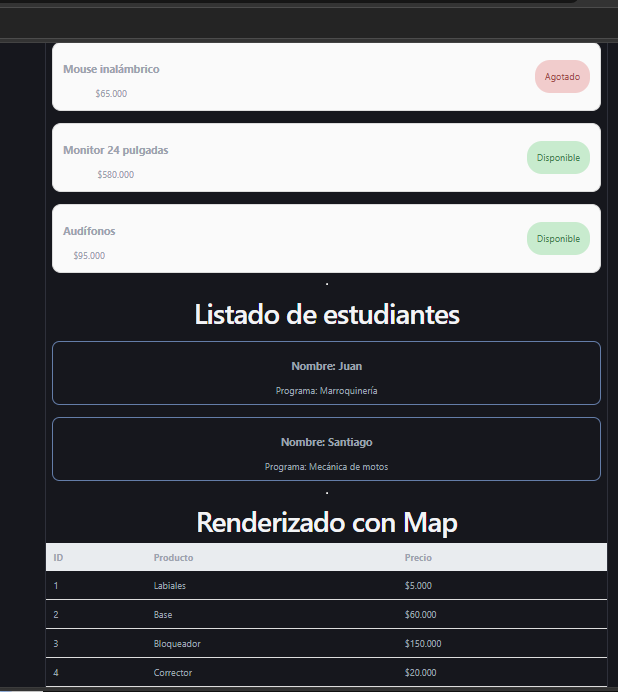 Mouse inalámbrico
$65.000
Agotado
Monitor 24 pulgadas
$580.000
Disponible
Audífonos
$95.000
Disponible
.
Listado de estudiantes
Nombre: Juan
Programa: Marroquinería
Nombre: Santiago
Programa: Mecánica de motos
.
Renderizado con Map
ID Producto Precio
1 Labiales $5.000
2 Base $60.000
3 Bloqueador $150.000
4 Corrector $20.000